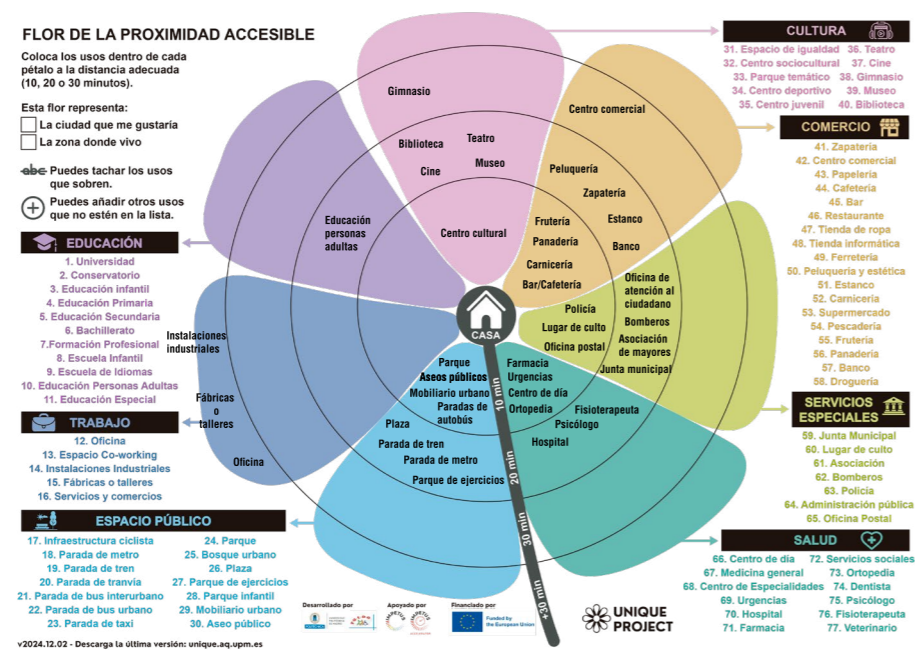 FLOR DE LA PROXIMIDAD ACCESIBLE
Coloca los usos dentro de cada
pétalo a la distancia adecuada
(10, 20 o 30 minutos).
Esta flor representa:
La ciudad que me gustaría
La zona donde vivo
abc Puedes tachar los usos
que sobren.
Puedes añadir otros usos
que no estén en la lista.
EDUCACIÓN
1. Universidad
2. Conservatorio
3. Educación infantil
4. Educación Primaria
5. Educación Secundaria
6. Bachillerato
7.Formación Profesional
8. Escuela Infantil
9. Escuela de Idiomas
10. Educación Personas Adultas
11. Educación Especial
TRABAJO
12. Oficina
13. Espacio Co-working
14. Instalaciones Industriales
15. Fábricas o talleres
16. Servicios y comercios
ESPACIO PÚBLICO
17. Infraestructura ciclista
18. Parada de metro
19. Parada de tren
20. Parada de tranvía
21. Parada de bus interurbano
22. Parada de bus urbano
23. Parada de taxi
24. Parque
25. Bosque urbano
26. Plaza
27. Parque de ejercicios
28. Parque infantil
29. Mobiliario urbano
30. Aseo público
v2024.12.02 - Descarga la última versión: unique.aq.upm.es
Gimnasio
Biblioteca
Teatro
Cine
Museo
Centro cultural
Centro comercial
Peluquería
Zapatería
Estanco
Banco
Frutería
Panadería
Carnicería
Bar/Cafetería
Educación
personas
adultas
Instalaciones
industriales
Fábricas
o
talleres
Oficina
CASA
Policía
Lugar de culto
Oficina postal
Oficina de
atención al
ciudadano
Bomberos
Asociación
de mayores
Junta municipal
Parque
Aseos públicos
Mobiliario urbano
Paradas de
autobús
Plaza
Parada de tren
Parada de metro
Parque de ejercicios
Farmacia
Urgencias
Centro de día
Ortopedia
Fisioterapeuta
Psicólogo
Hospital
10 min
20 min
30 min
+30 min
CULTURA
31. Espacio de igualdad
32. Centro sociocultural
33. Parque temático
34. Centro deportivo
35. Centro juvenil
36. Teatro
37. Cine
38. Gimnasio
39. Museo
40. Biblioteca
COMERCIO
41. Zapatería
42. Centro comercial
43. Papelería
44. Cafetería
45. Bar
46. Restaurante
47. Tienda de ropa
48. Tienda informática
49. Ferretería
50. Peluquería y estética
51. Estanco
52. Carnicería
53. Supermercado
54. Pescadería
55. Frutería
56. Panadería
57. Banco
58. Droguería
SERVICIOS
ESPECIALES
59. Junta Municipal
60. Lugar de culto
61. Asociación
62. Bomberos
63. Policía
64. Administración pública
65. Oficina Postal
SALUD
66. Centro de día
67. Medicina general
68. Centro de Especialidades
69. Urgencias
70. Hospital
71. Farmacia
72. Servicios sociales
73. Ortopedia
74. Dentista
75. Psicólogo
76. Fisioterapeuta
77. Veterinario
Desarrollado por
Apoyado por
Financiado por
Funded by
the European Union
UNIQUE
PROJECT